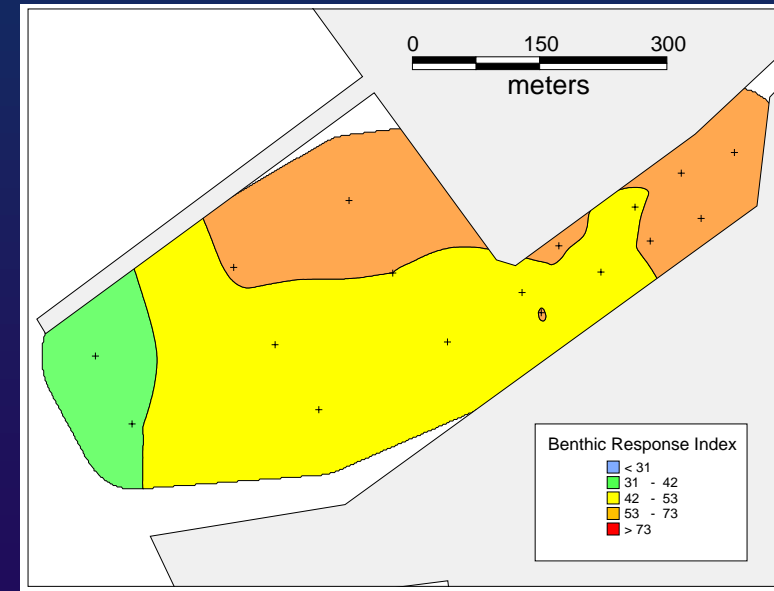 0 150 300
meters
Benthic Response Index
< 31
31 - 42
42 - 53
53 - 73
> 73